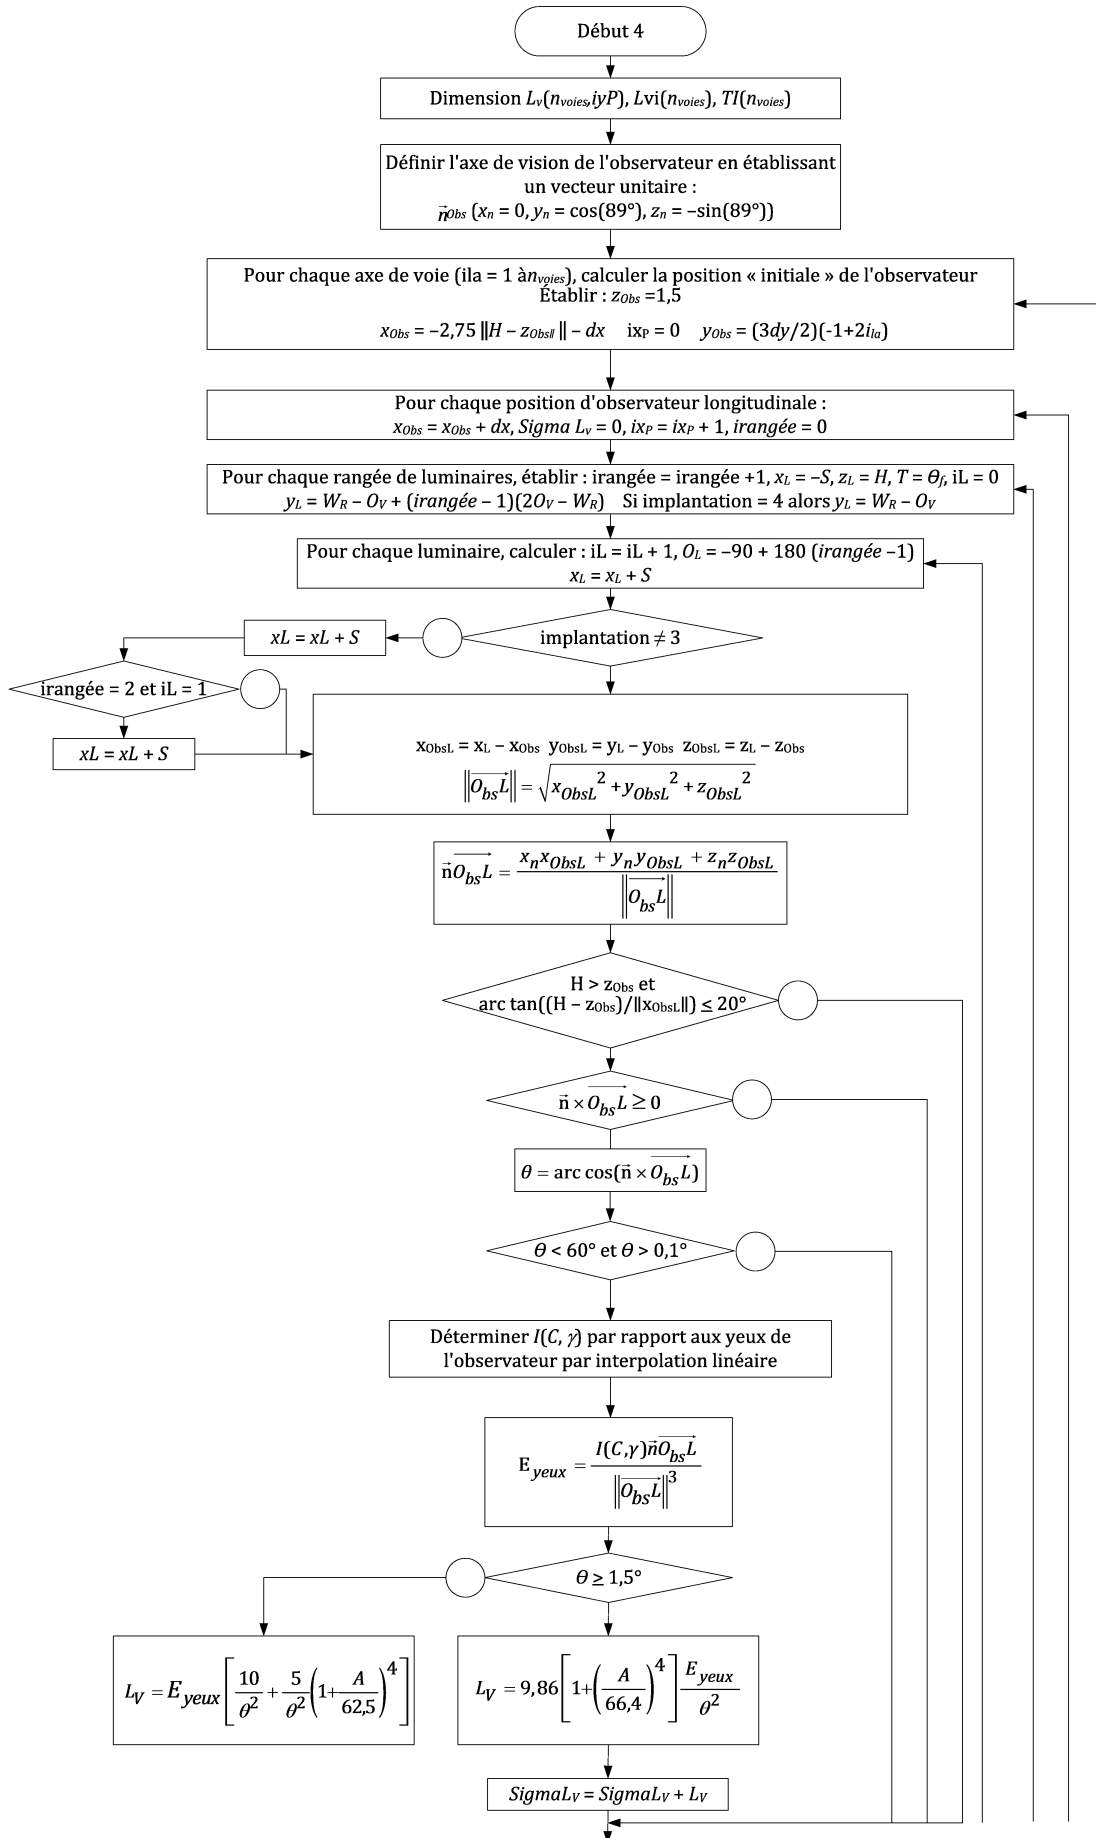 Début 4
Dimension Lv(nvoies,iyP), Lvi(nvoies), TI(nvoies)
Définir l'axe de vision de l'observateur en établissant
un vecteur unitaire :
n⃗Obs (xn = 0, yn = cos(89°), zn = –sin(89°))
Pour chaque axe de voie (ila = 1 ànvoies), calculer la position « initiale » de l'observateur
Établir : zObs =1,5
xObs = –2,75 ‖H – zObs// ‖ – dx ixP = 0 yObs = (3dy/2)(-1+2ila)
Pour chaque position d'observateur longitudinale :
xObs = xObs + dx, Sigma Lv = 0, ixP = ixP + 1, irangée = 0
Pour chaque rangée de luminaires, établir : irangée = irangée +1, xL = –S, zL = H, T = Θf, iL = 0
yL = WR – OV + (irangée – 1)(2OV – WR) Si implantation = 4 alors yL = WR – OV
Pour chaque luminaire, calculer : iL = iL + 1, OL = –90 + 180 (irangée –1)
xL = xL + S
implantation ≠ 3
xL = xL + S
irangée = 2 et iL = 1
xL = xL + S
xObsL = xL – xObs yObsL = yL – yObs zObsL = zL – zObs
‖ObsL‖ = √(xObsL² + yObsL² + zObsL²)
n⃗ObsL = (xn xObsL + yn yObsL + zn zObsL) / ‖ObsL‖
H > zObs et
arc tan((H – zObs)/‖xObsL‖) ≤ 20°
n⃗ × ObsL ≥ 0
θ = arc cos(n⃗ × ObsL)
Θ < 60° et Θ > 0,1°
Déterminer I(C, γ) par rapport aux yeux de
l'observateur par interpolation linéaire
Eyeux = I(C,γ)n⃗ObsL / ‖ObsL‖³
Θ ≥ 1,5°
LV = Eyeux[10/θ² + 5/θ²(1+A/62,5)⁴]
LV = 9,86[1+(A/66,4)⁴] Eyeux/θ²
SigmaLV = SigmaLV + LV